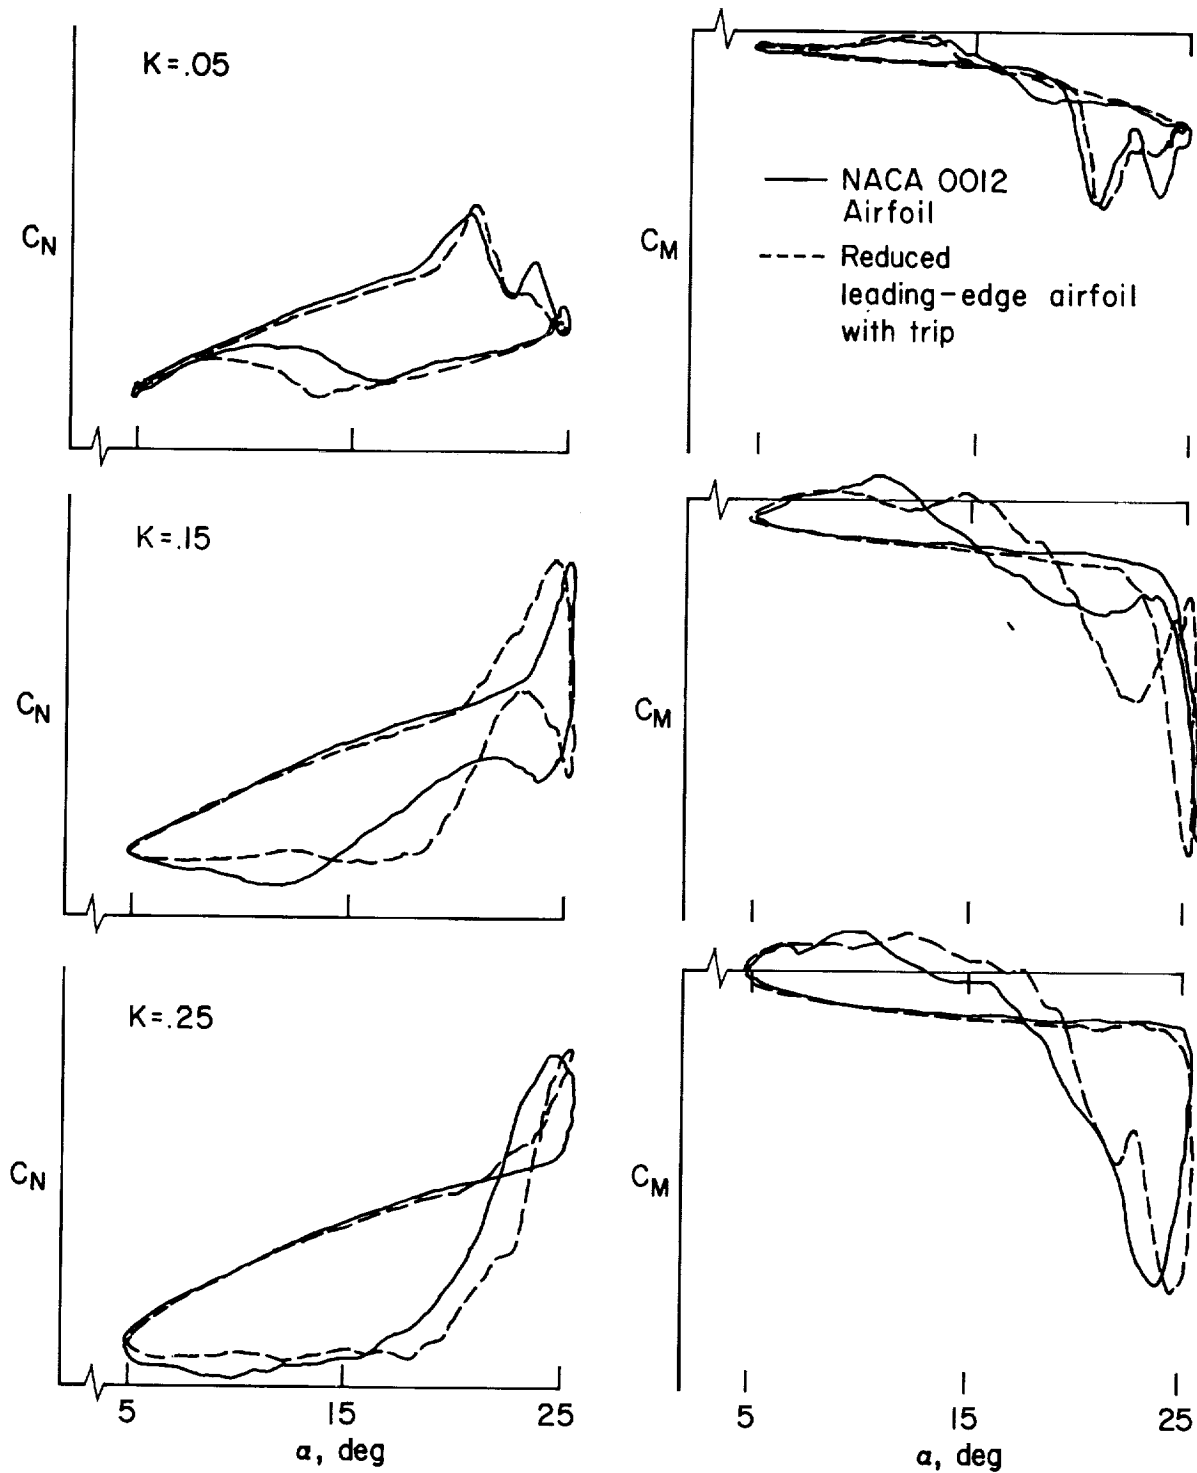 K=.05
C_N
C_M
NACA 0012
Airfoil
Reduced
leading-edge airfoil
with trip
K=.15
C_N
C_M
K=.25
C_N
C_M
5 15 25
α, deg
5 15 25
α, deg